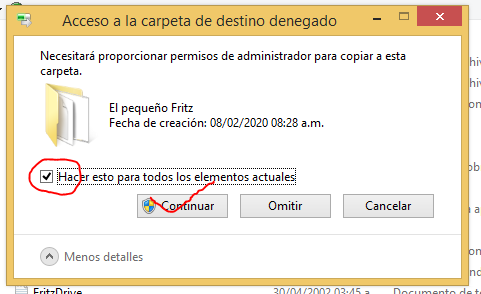 Acceso a la carpeta de destino denegado
Necesitará proporcionar permisos de administrador para copiar a esta
carpeta.
El pequeño Fritz
Fecha de creación: 08/02/2020 08:28 a.m.
Hacer esto para todos los elementos actuales
Continuar
Omitir
Cancelar
Menos detalles
FritzDrive
30/04/2002 03:45 a.
Documento de te